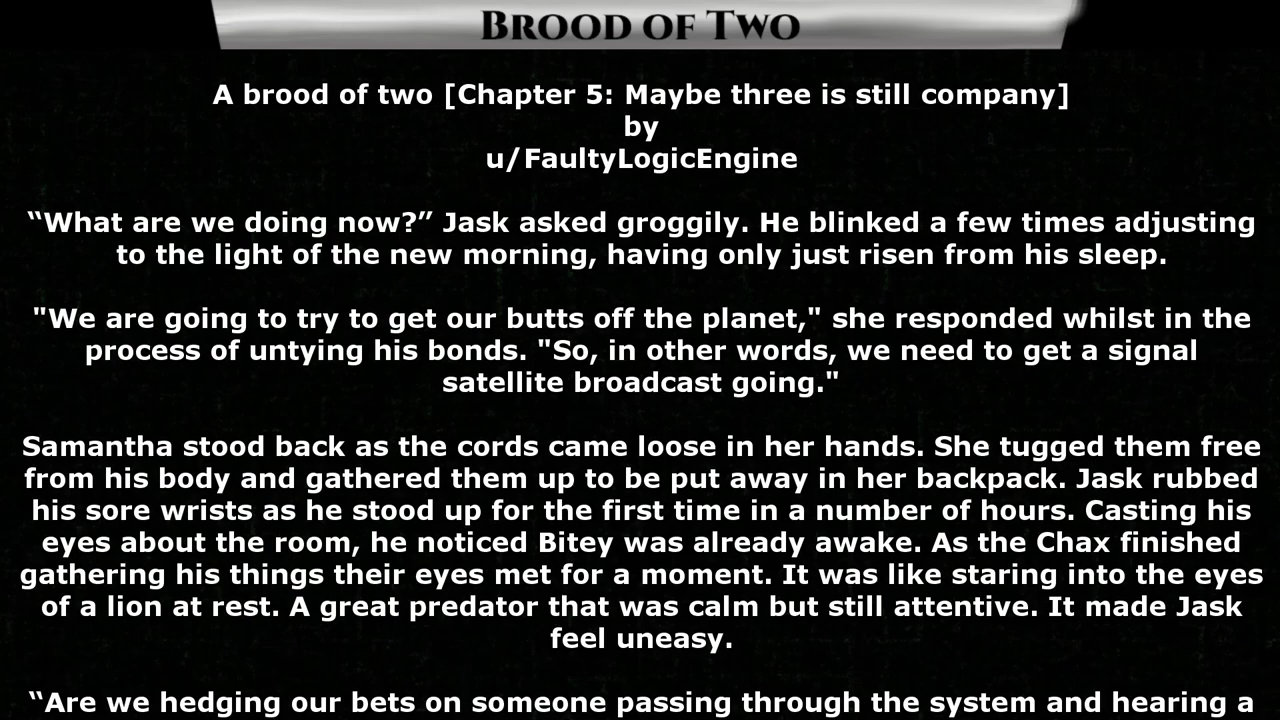 Brood of Two
A brood of two [Chapter 5: Maybe three is still company]
by
u/FaultyLogicEngine
“What are we doing now?” Jask asked groggily. He blinked a few times adjusting
to the light of the new morning, having only just risen from his sleep.
"We are going to try to get our butts off the planet," she responded whilst in the
process of untying his bonds. "So, in other words, we need to get a signal
satellite broadcast going."
Samantha stood back as the cords came loose in her hands. She tugged them free
from his body and gathered them up to be put away in her backpack. Jask rubbed
his sore wrists as he stood up for the first time in a number of hours. Casting his
eyes about the room, he noticed Bitey was already awake. As the Chax finished
gathering his things their eyes met for a moment. It was like staring into the eyes
of a lion at rest. A great predator that was calm but still attentive. It made Jask
feel uneasy.
“Are we hedging our bets on someone passing through the system and hearing a